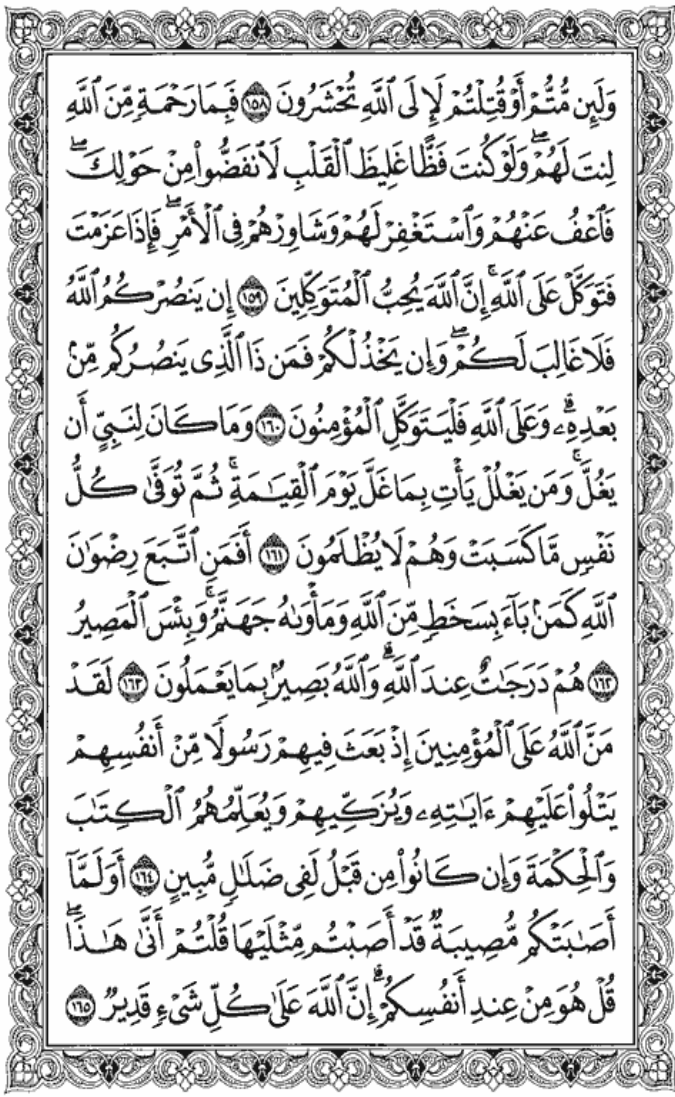 وَلَئِن مُّتُّمْ أَوْ قُتِلْتُمْ لَإِلَى ٱللَّهِ تُحْشَرُونَ ١٥٨ فَبِمَا رَحْمَةٍ مِّنَ ٱللَّهِ
لِنتَ لَهُمْ ۖ وَلَوْ كُنتَ فَظًّا غَلِيظَ ٱلْقَلْبِ لَٱنفَضُّوا۟ مِنْ حَوْلِكَ ۖ
فَٱعْفُ عَنْهُمْ وَٱسْتَغْفِرْ لَهُمْ وَشَاوِرْهُمْ فِى ٱلْأَمْرِ ۖ فَإِذَا عَزَمْتَ
فَتَوَكَّلْ عَلَى ٱللَّهِ ۚ إِنَّ ٱللَّهَ يُحِبُّ ٱلْمُتَوَكِّلِينَ ١٥٩ إِن يَنصُرْكُمُ ٱللَّهُ
فَلَا غَالِبَ لَكُمْ ۖ وَإِن يَخْذُلْكُمْ فَمَن ذَا ٱلَّذِى يَنصُرُكُم مِّنۢ
بَعْدِهِۦ ۗ وَعَلَى ٱللَّهِ فَلْيَتَوَكَّلِ ٱلْمُؤْمِنُونَ ١٦٠ وَمَا كَانَ لِنَبِىٍّ أَن
يَغُلَّ ۚ وَمَن يَغْلُلْ يَأْتِ بِمَا غَلَّ يَوْمَ ٱلْقِيَـٰمَةِ ۚ ثُمَّ تُوَفَّىٰ كُلُّ
نَفْسٍ مَّا كَسَبَتْ وَهُمْ لَا يُظْلَمُونَ ١٦١ أَفَمَنِ ٱتَّبَعَ رِضْوَٰنَ
ٱللَّهِ كَمَنۢ بَآءَ بِسَخَطٍ مِّنَ ٱللَّهِ وَمَأْوَىٰهُ جَهَنَّمُ ۚ وَبِئْسَ ٱلْمَصِيرُ
١٦٢ هُمْ دَرَجَـٰتٌ عِندَ ٱللَّهِ ۗ وَٱللَّهُ بَصِيرٌۢ بِمَا يَعْمَلُونَ ١٦٣ لَقَدْ
مَنَّ ٱللَّهُ عَلَى ٱلْمُؤْمِنِينَ إِذْ بَعَثَ فِيهِمْ رَسُولًا مِّنْ أَنفُسِهِمْ
يَتْلُوا۟ عَلَيْهِمْ ءَايَـٰتِهِۦ وَيُزَكِّيهِمْ وَيُعَلِّمُهُمُ ٱلْكِتَـٰبَ
وَٱلْحِكْمَةَ وَإِن كَانُوا۟ مِن قَبْلُ لَفِى ضَلَـٰلٍ مُّبِينٍ ١٦٤ أَوَلَمَّآ
أَصَـٰبَتْكُم مُّصِيبَةٌ قَدْ أَصَبْتُم مِّثْلَيْهَا قُلْتُمْ أَنَّىٰ هَـٰذَا ۖ
قُلْ هُوَ مِنْ عِندِ أَنفُسِكُمْ ۗ إِنَّ ٱللَّهَ عَلَىٰ كُلِّ شَىْءٍ قَدِيرٌ ١٦٥